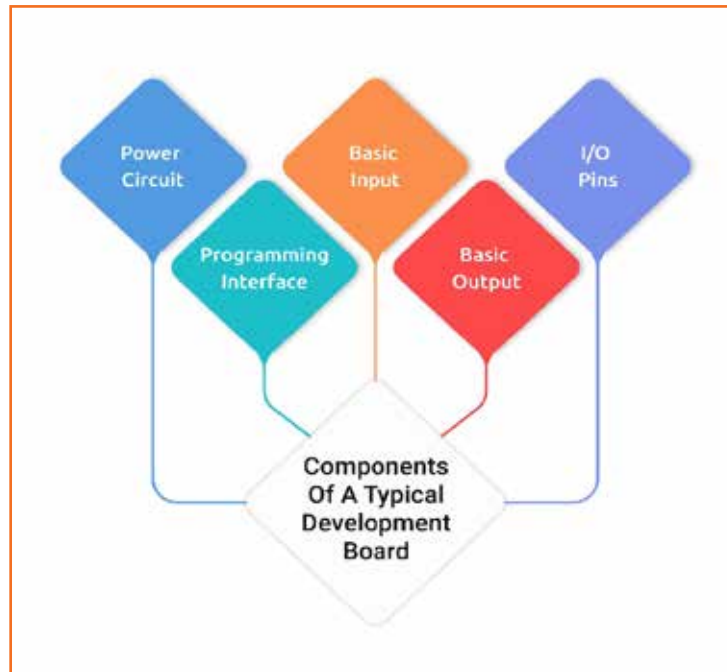 Power
Circuit
Basic
Input
I/O
Pins
Programming
Interface
Basic
Output
Components
Of A Typical
Development
Board